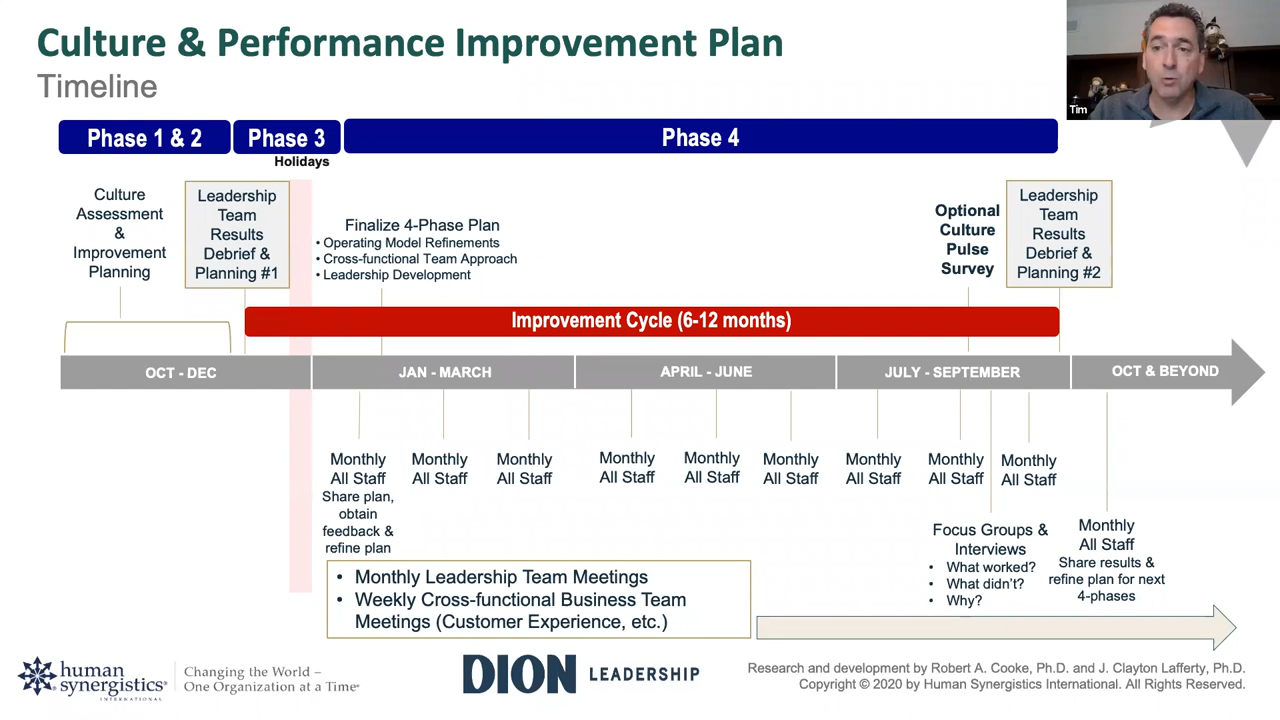 Culture & Performance Improvement Plan
Timeline
Tim
Phase 1 & 2
Phase 3
Phase 4
Holidays
Culture
Assessment
&
Improvement
Planning
Leadership
Team
Results
Debrief &
Planning #1
Finalize 4-Phase Plan
• Operating Model Refinements
• Cross-functional Team Approach
• Leadership Development
Optional
Culture
Pulse
Survey
Leadership
Team
Results
Debrief &
Planning #2
Improvement Cycle (6-12 months)
OCT - DEC
JAN - MARCH
APRIL - JUNE
JULY - SEPTEMBER
OCT & BEYOND
Monthly
All Staff
Share plan,
obtain
feedback &
refine plan
Monthly
All Staff
Monthly
All Staff
Monthly
All Staff
Monthly
All Staff
Monthly
All Staff
Monthly
All Staff
Monthly
All Staff
Monthly
All Staff
Focus Groups &
Interviews
• What worked?
• What didn't?
• Why?
Monthly
All Staff
Share results &
refine plan for next
4-phases
• Monthly Leadership Team Meetings
• Weekly Cross-functional Business Team
Meetings (Customer Experience, etc.)
human
synergistics®
INTERNATIONAL
Changing the World –
One Organization at a Time®
DION LEADERSHIP
Research and development by Robert A. Cooke, Ph.D. and J. Clayton Lafferty, Ph.D.
Copyright © 2020 by Human Synergistics International. All Rights Reserved.